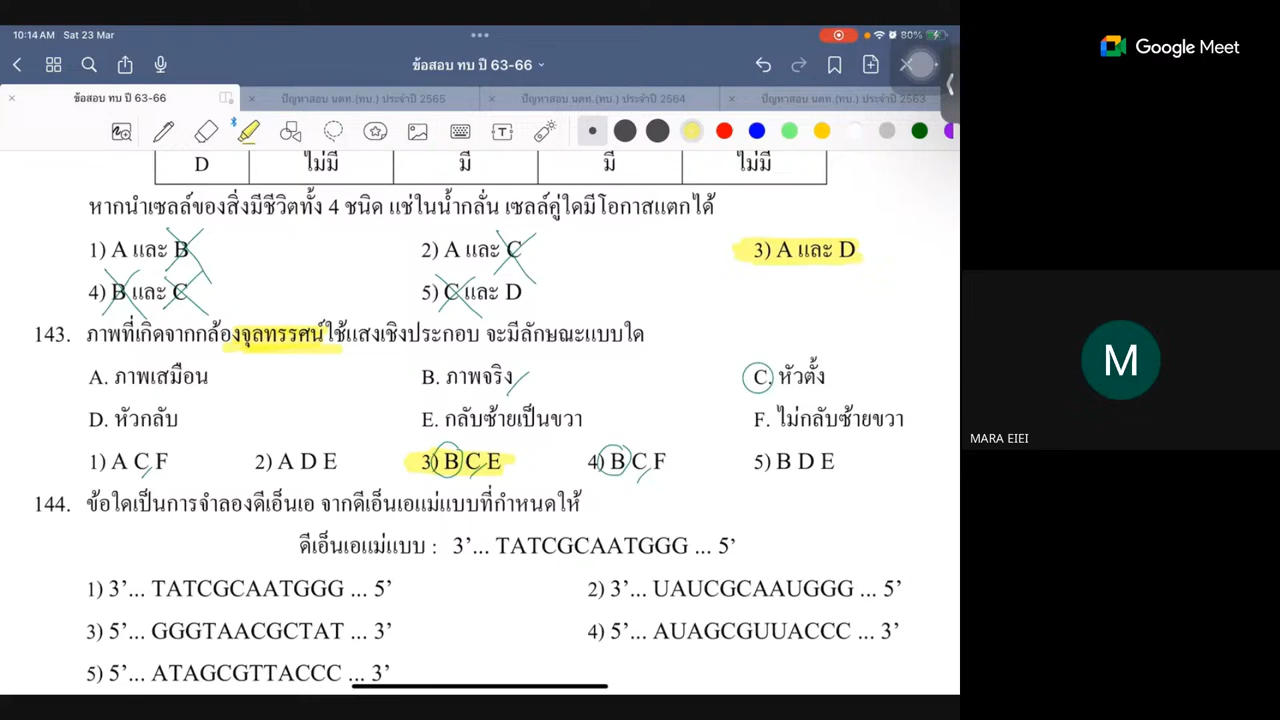 10:14 AM Sat 23 Mar
80%
Google Meet
ข้อสอบ ทบ ปี 63-66
ข้อสอบ ทบ ปี 63-66
ปัญหาสอบ นตท.(ทบ.) ประจำปี 2565
ปัญหาสอบ นตท.(ทบ.) ประจำปี 2564
ปัญหาสอบ นตท.(ทบ.) ประจำปี 2563
D ไม่มี มี มี ไม่มี
หากนำเซลล์ของสิ่งมีชีวิตทั้ง 4 ชนิด แช่ในน้ำกลั่น เซลล์คู่ใดมีโอกาสแตกได้
1) A และ B 2) A และ C 3) A และ D
4) B และ C 5) C และ D
143. ภาพที่เกิดจากกล้องจุลทรรศน์ใช้แสงเชิงประกอบ จะมีลักษณะแบบใด
A. ภาพเสมือน B. ภาพจริง C. หัวตั้ง
D. หัวกลับ E. กลับซ้ายเป็นขวา F. ไม่กลับซ้ายขวา
1) A C F 2) A D E 3) B C E 4) B C F 5) B D E
144. ข้อใดเป็นการจำลองดีเอ็นเอ จากดีเอ็นเอแม่แบบที่กำหนดให้
ดีเอ็นเอแม่แบบ : 3’... TATCGCAATGGG ... 5’
1) 3’... TATCGCAATGGG ... 5’ 2) 3’... UAUCGCAAUGGG ... 5’
3) 5’... GGGTAACGCTAT ... 3’ 4) 5’... AUAGCGUUACCC ... 3’
5) 5’... ATAGCGTTACCC ... 3’
M
MARA EIEI